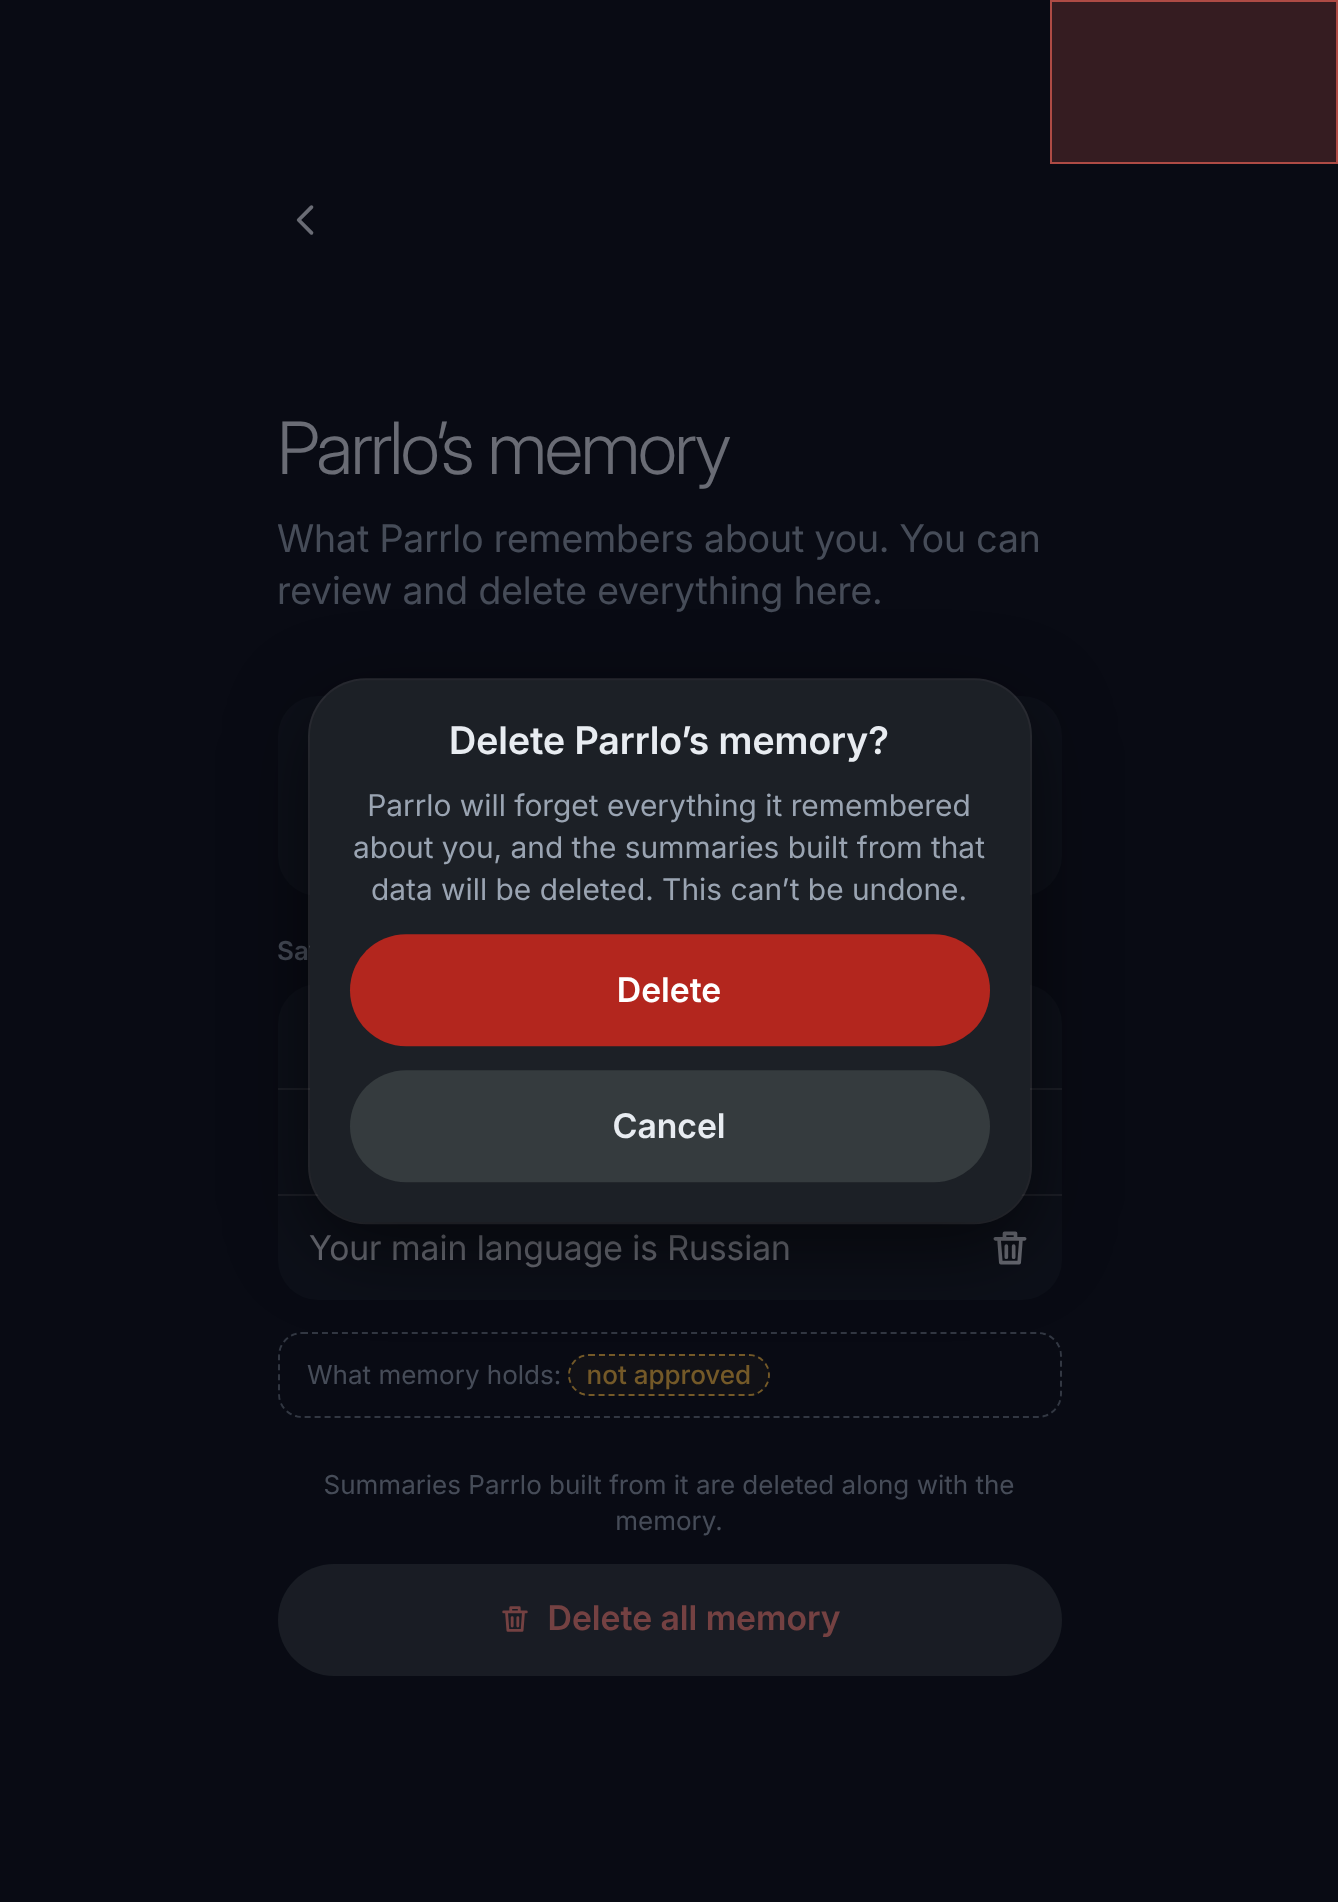 Parrlo’s memory
What Parrlo remembers about you. You can
review and delete everything here.
Delete Parrlo’s memory?
Parrlo will forget everything it remembered
about you, and the summaries built from that
data will be deleted. This can’t be undone.
Delete
Cancel
Your main language is Russian
What memory holds: not approved
Summaries Parrlo built from it are deleted along with the
memory.
Delete all memory